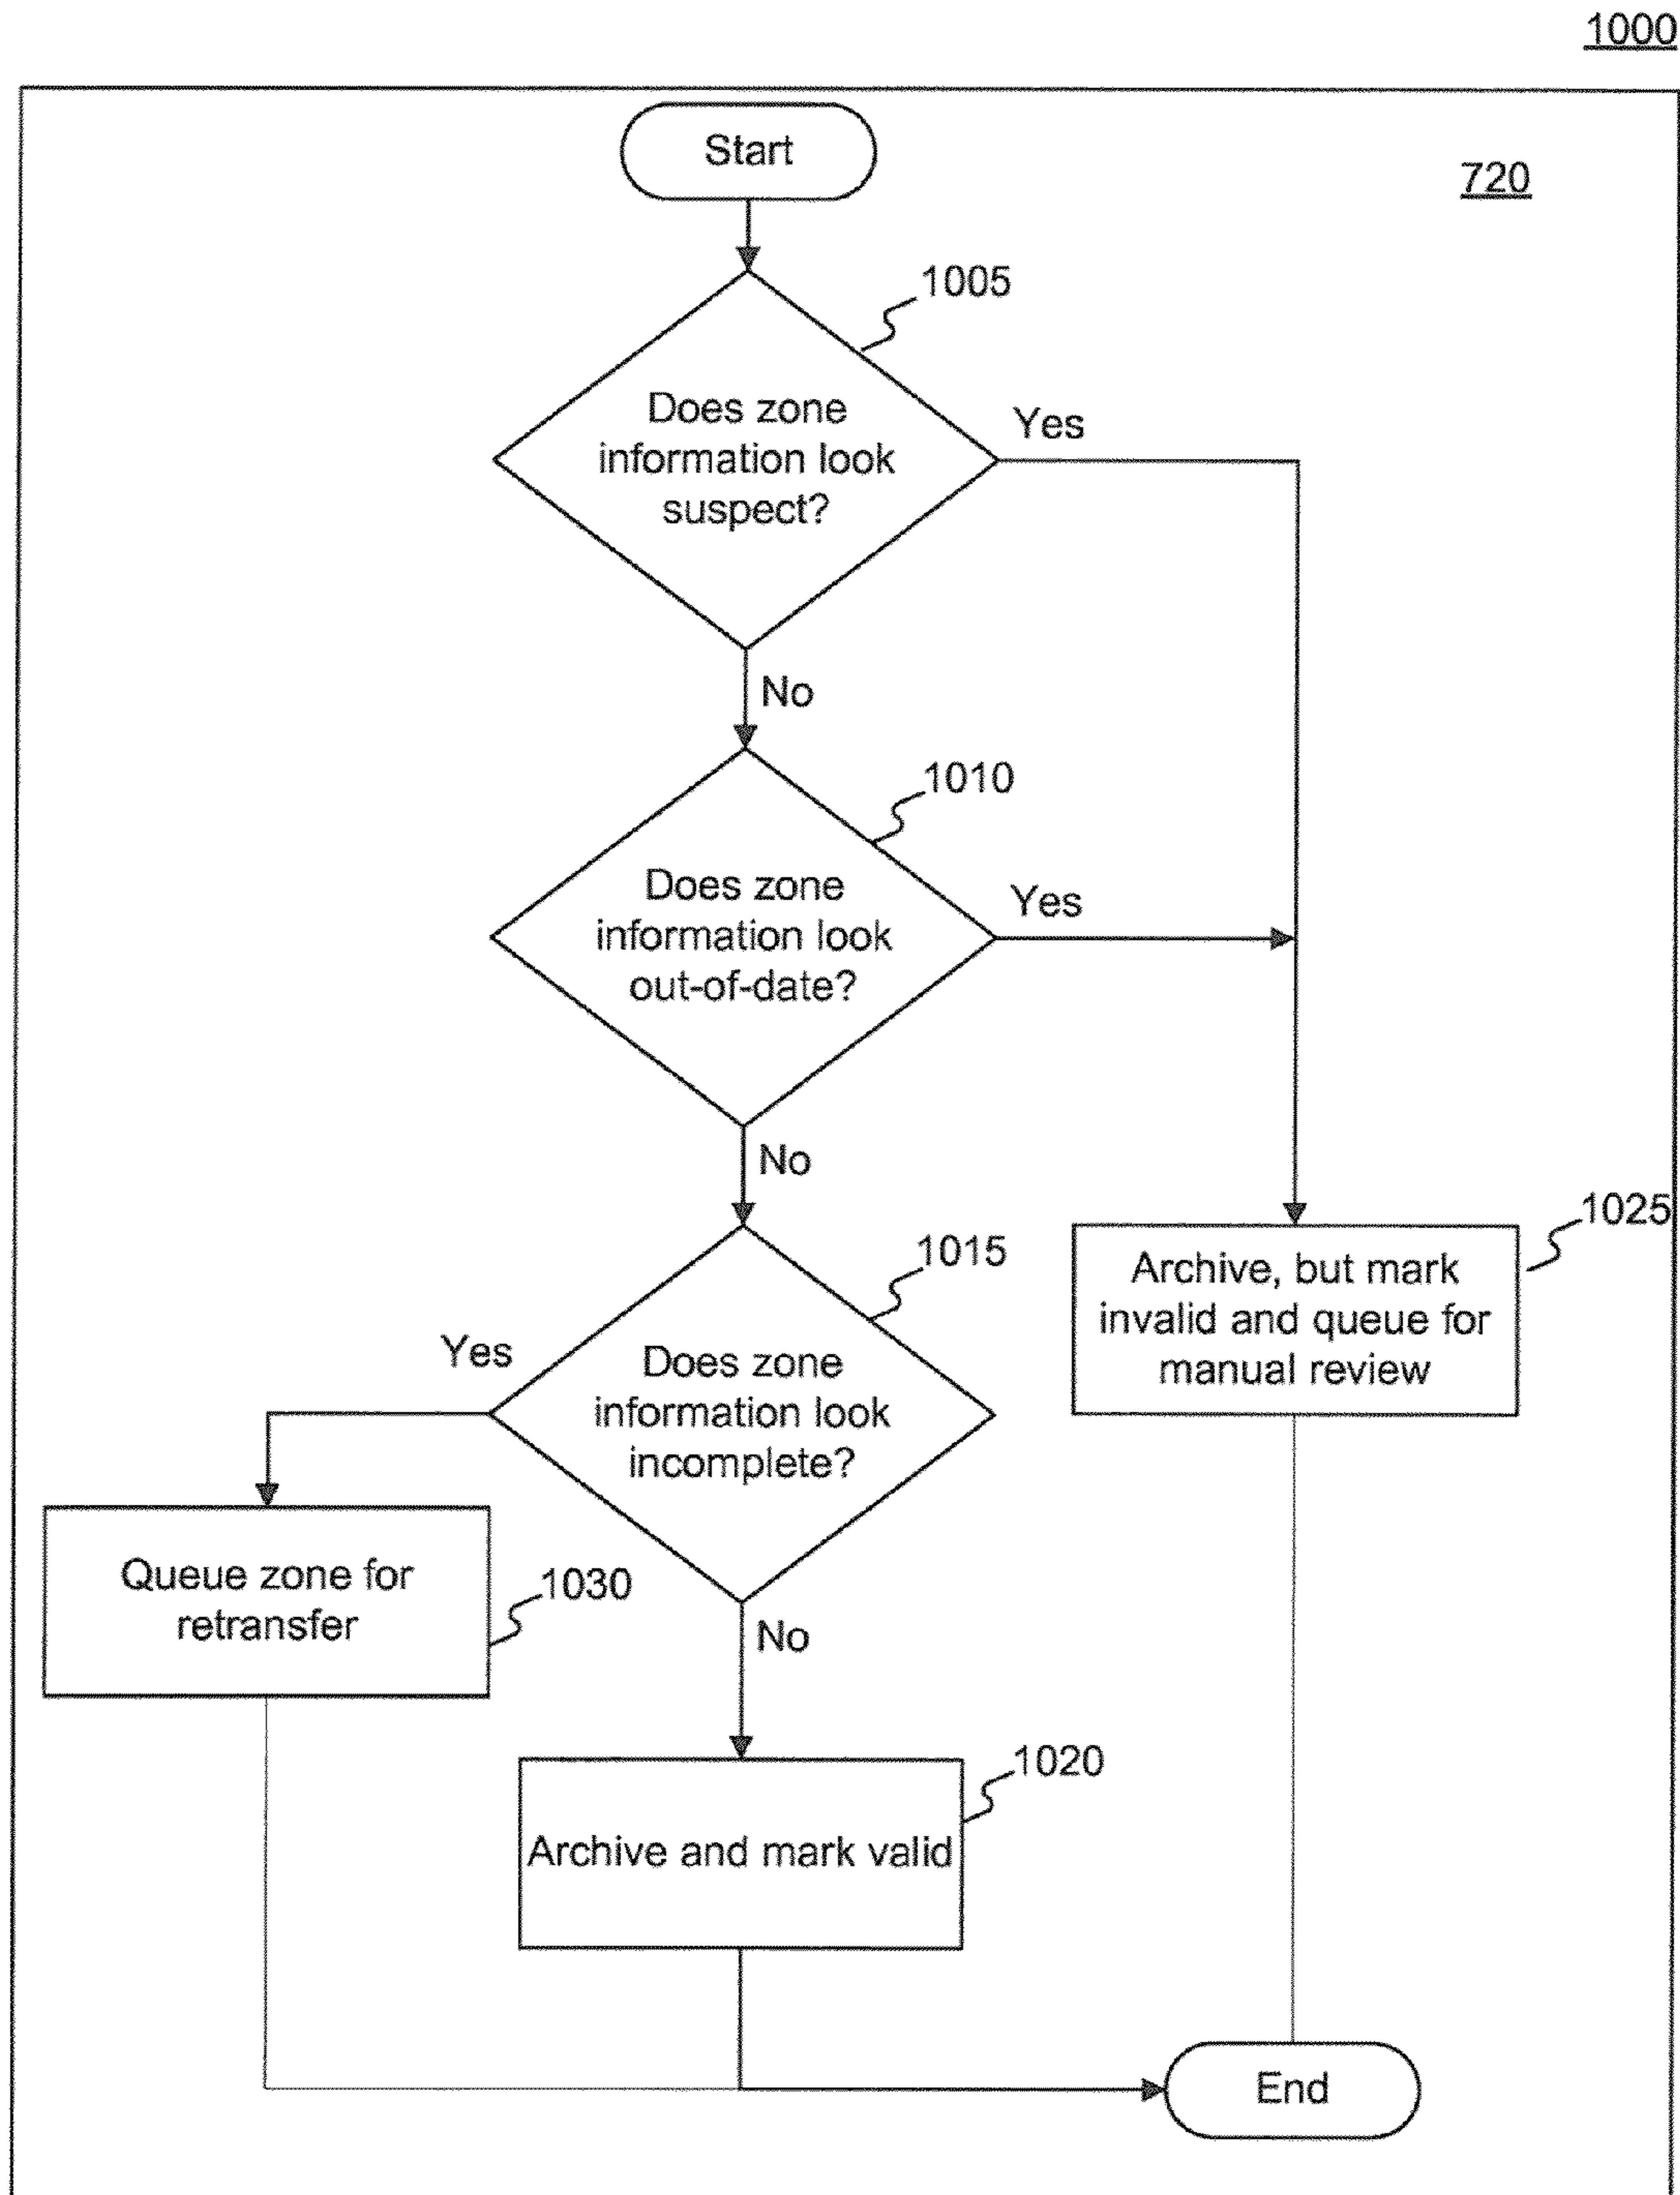 1000
Start
720
1005
Does zone
information look
suspect?
Yes
No
1010
Does zone
information look
out-of-date?
Yes
No
1015
Does zone
information look
incomplete?
Yes
1025
Archive, but mark
invalid and queue for
manual review
Queue zone for
retransfer
1030
No
1020
Archive and mark valid
End